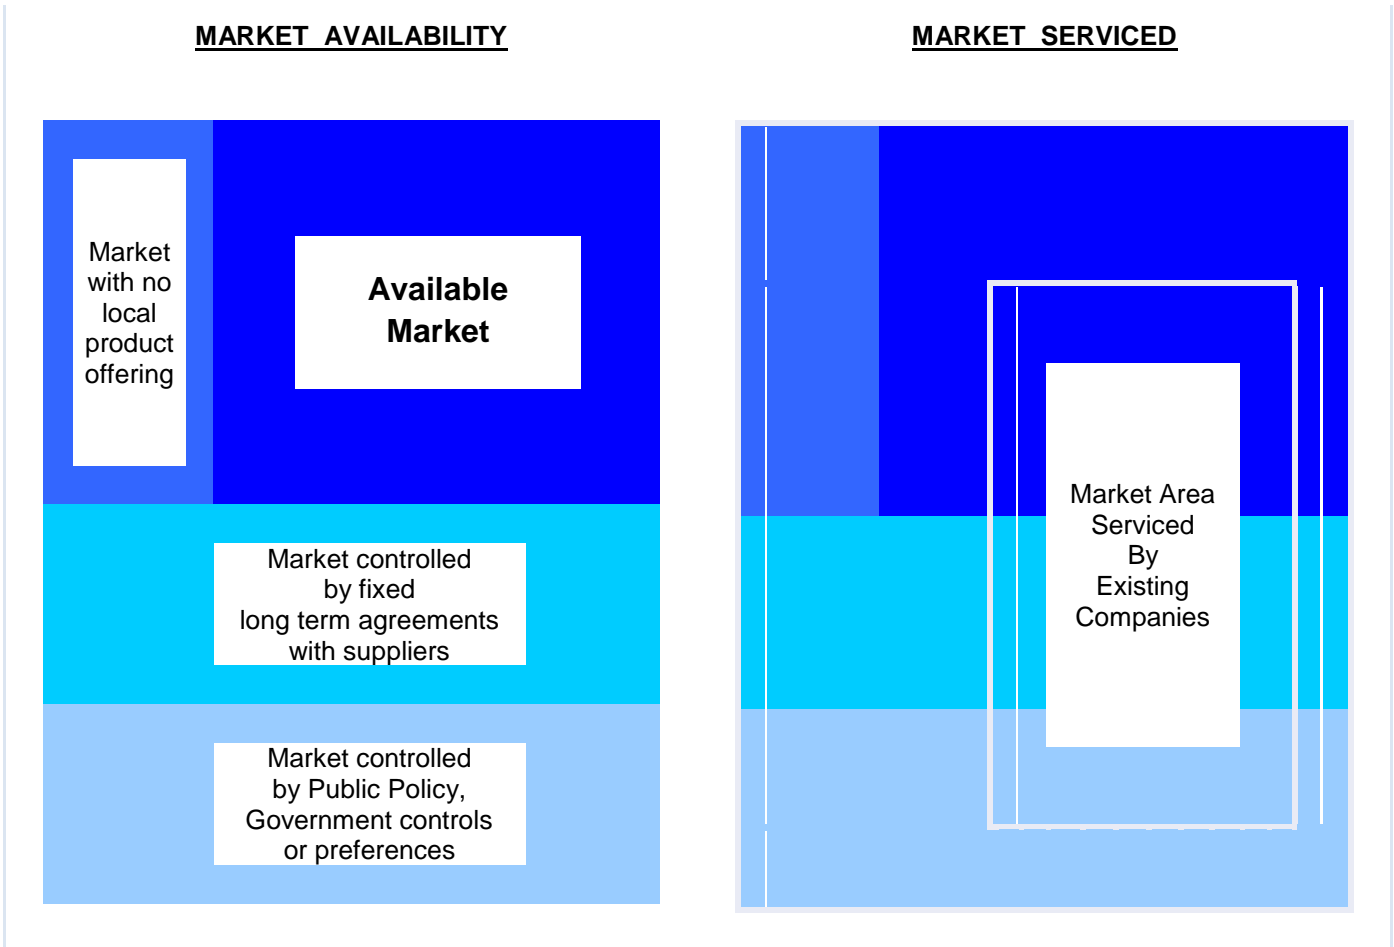 MARKET AVAILABILITY
MARKET SERVICED
Market
with no
local
product
offering
Available
Market
Market controlled
by fixed
long term agreements
with suppliers
Market controlled
by Public Policy,
Government controls
or preferences
Market Area
Serviced
By
Existing
Companies